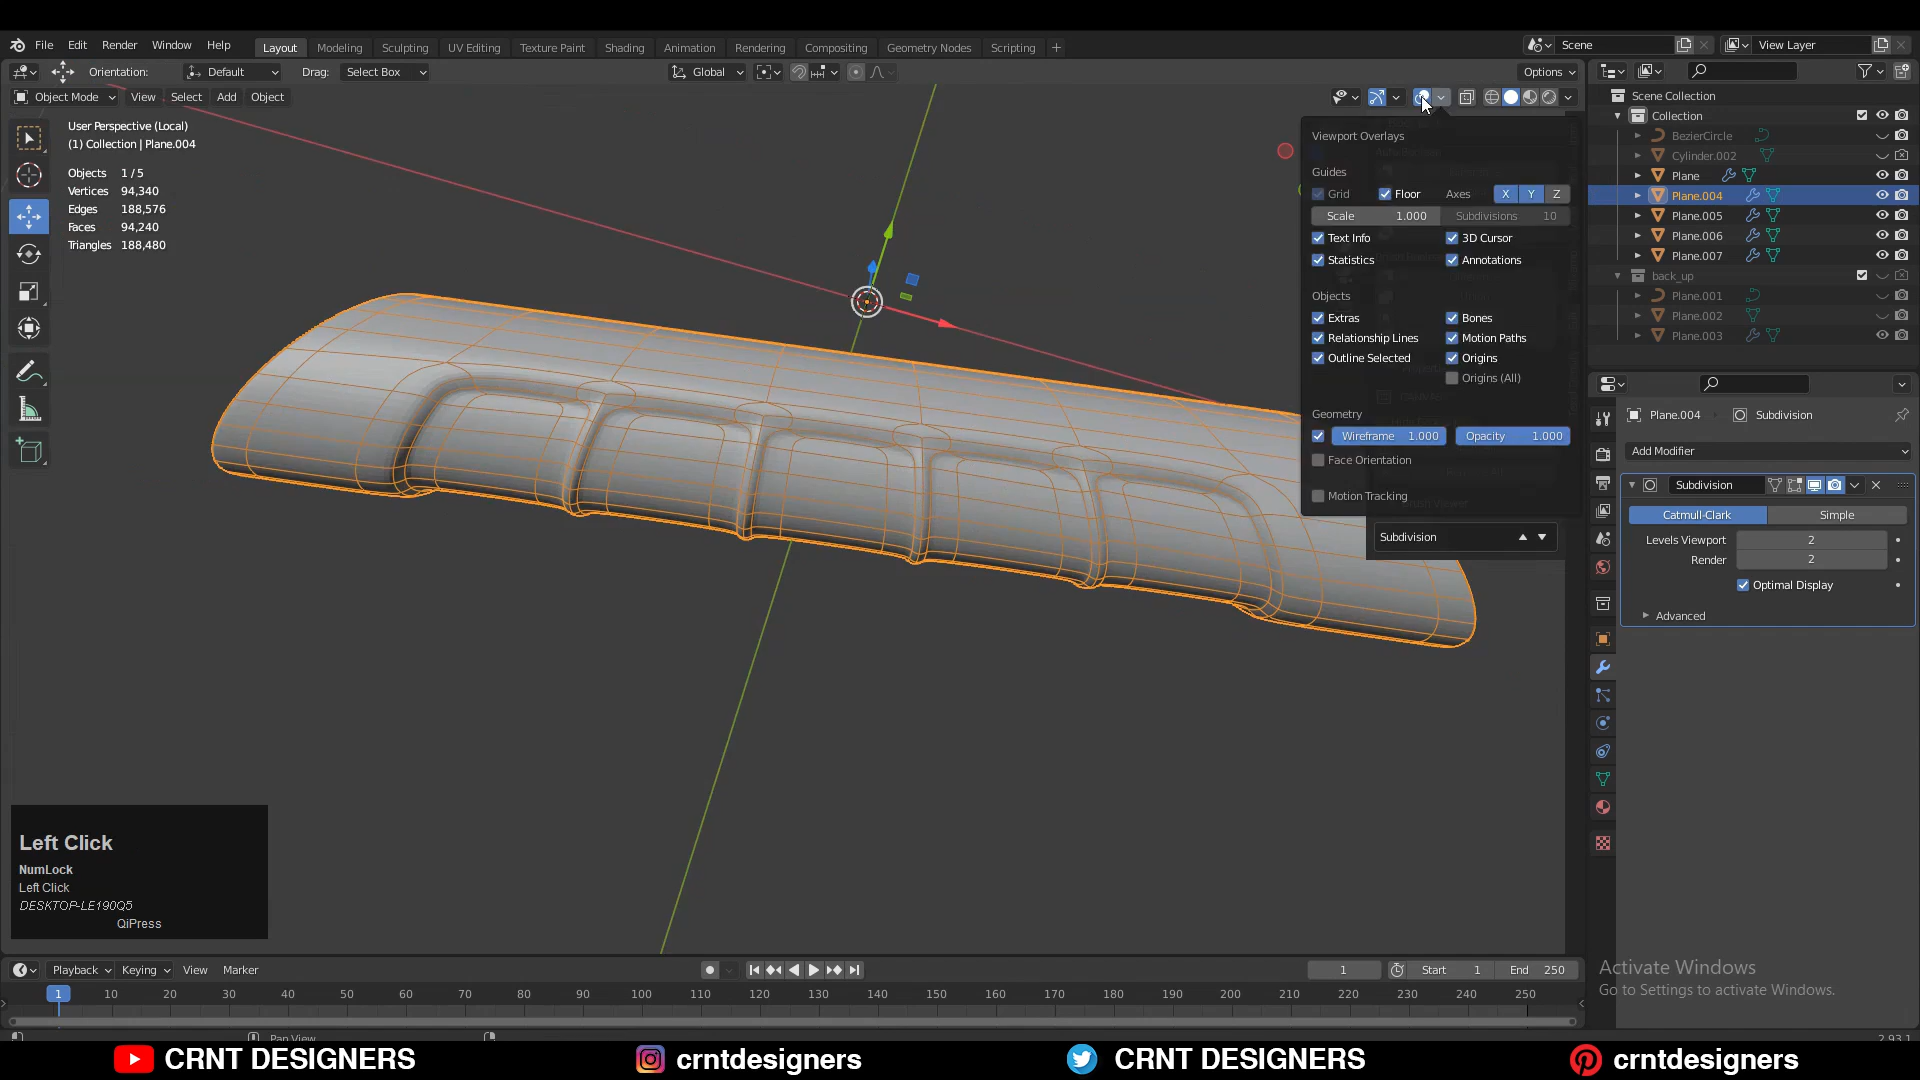 File Edit Render Window Help Layout Modeling Sculpting UV Editing Texture Paint Shading Animation Rendering Compositing Geometry Nodes Scripting + Scene View Layer
Orientation: Default Drag: Select Box Global Options
Object Mode View Select Add Object
User Perspective (Local)
(1) Collection | Plane.004
Objects 1/5
Vertices 94,340
Edges 188,576
Faces 94,240
Triangles 188,480
Viewport Overlays
Guides
Grid Floor Axes X Y Z
Scale 1.000 Subdivisions 10
Text Info 3D Cursor
Statistics Annotations
Objects
Extras Bones
Relationship Lines Motion Paths
Outline Selected Origins
Origins (All)
Geometry
Wireframe 1.000 Opacity 1.000
Face Orientation
Motion Tracking
Subdivision
Scene Collection
Collection
BezierCircle
Cylinder.002
Plane
Plane.004
Plane.005
Plane.006
Plane.007
back_up
Plane.001
Plane.002
Plane.003
Plane.004 Subdivision
Add Modifier
Subdivision
Catmull-Clark Simple
Levels Viewport 2
Render 2
Optimal Display
Advanced
Left Click
NumLock
Left Click
DESKTOP-LE190Q5
QiPress
Activate Windows
Go to Settings to activate Windows.
Playback Keying View Marker 1 Start 1 End 250
1 10 20 30 40 50 60 70 80 90 100 110 120 130 140 150 160 170 180 190 200 210 220 230 240 250
Pan View 2.93.1
CRNT DESIGNERS crntdesigners CRNT DESIGNERS crntdesigners